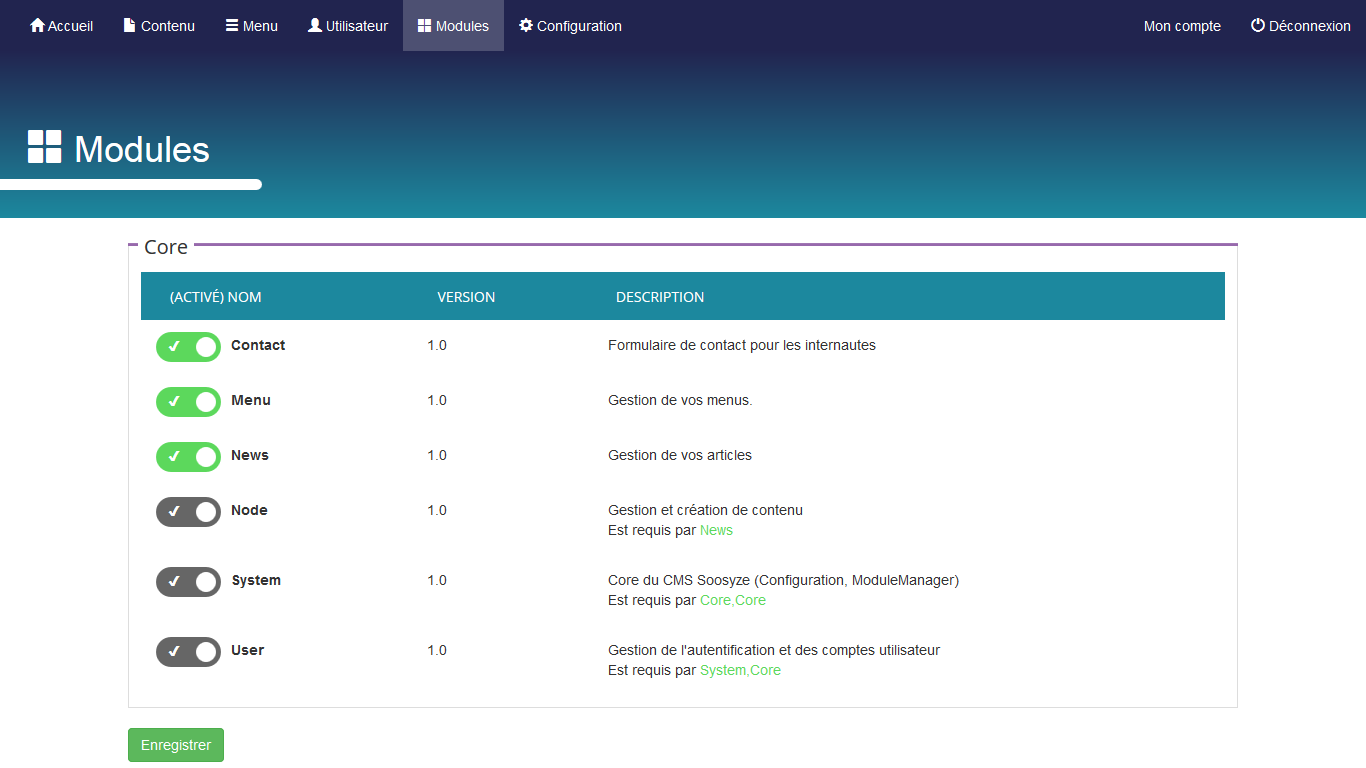 Accueil Contenu Menu Utilisateur Modules Configuration Mon compte Déconnexion
Modules
Core
(ACTIVÉ) NOM VERSION DESCRIPTION
Contact 1.0 Formulaire de contact pour les internautes
Menu 1.0 Gestion de vos menus.
News 1.0 Gestion de vos articles
Node 1.0 Gestion et création de contenu
Est requis par News
System 1.0 Core du CMS Soosyze (Configuration, ModuleManager)
Est requis par Core,Core
User 1.0 Gestion de l'autentification et des comptes utilisateur
Est requis par System,Core
Enregistrer